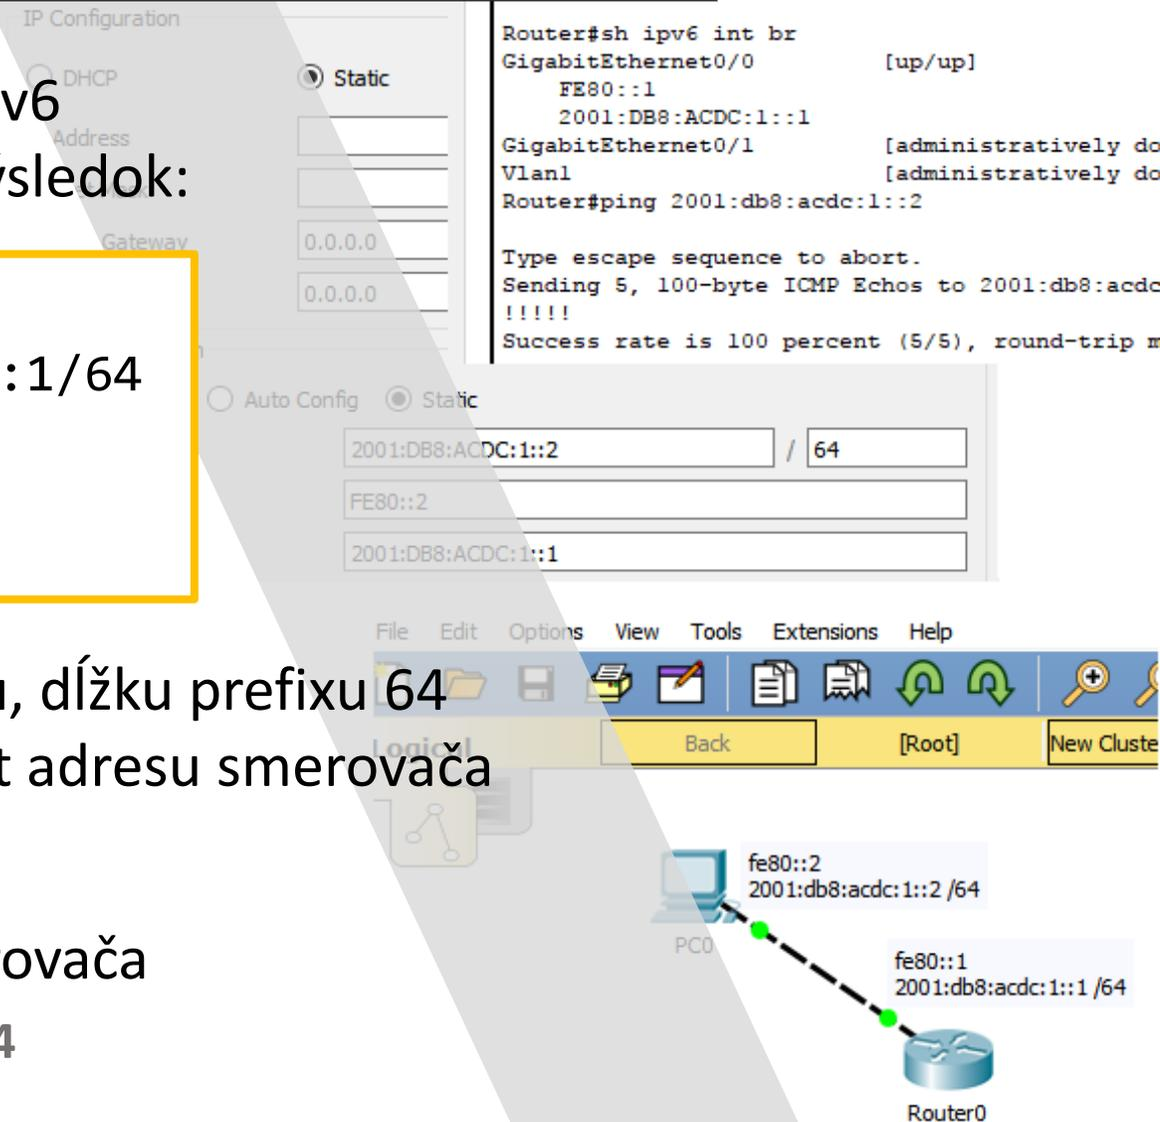 IP Configuration
DHCP
Static
Address
Gateway
0.0.0.0
0.0.0.0
v6
ýsledok:
:1/64
Router#sh ipv6 int br
GigabitEthernet0/0 [up/up]
FE80::1
2001:DB8:ACDC:1::1
GigabitEthernet0/1 [administratively do
Vlan1 [administratively do
Router#ping 2001:db8:acdc:1::2
Type escape sequence to abort.
Sending 5, 100-byte ICMP Echos to 2001:db8:acdc
!!!!!
Success rate is 100 percent (5/5), round-trip m
Auto Config
Static
2001:DB8:ACDC:1::2 / 64
FE80::2
2001:DB8:ACDC:1::1
, dĺžku prefixu 64
t adresu smerovača
ovača
4
File Edit Options View Tools Extensions Help
Logical Back [Root] New Cluste
fe80::2
2001:db8:acdc:1::2 /64
PC0
fe80::1
2001:db8:acdc:1::1 /64
Router0